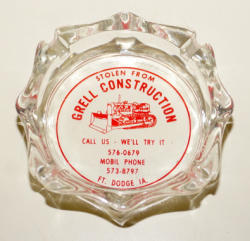 STOLEN FROM
GRELL CONSTRUCTION
CALL US - WE'LL TRY IT
576-0679
MOBIL PHONE
573-8797
FT. DODGE IA.